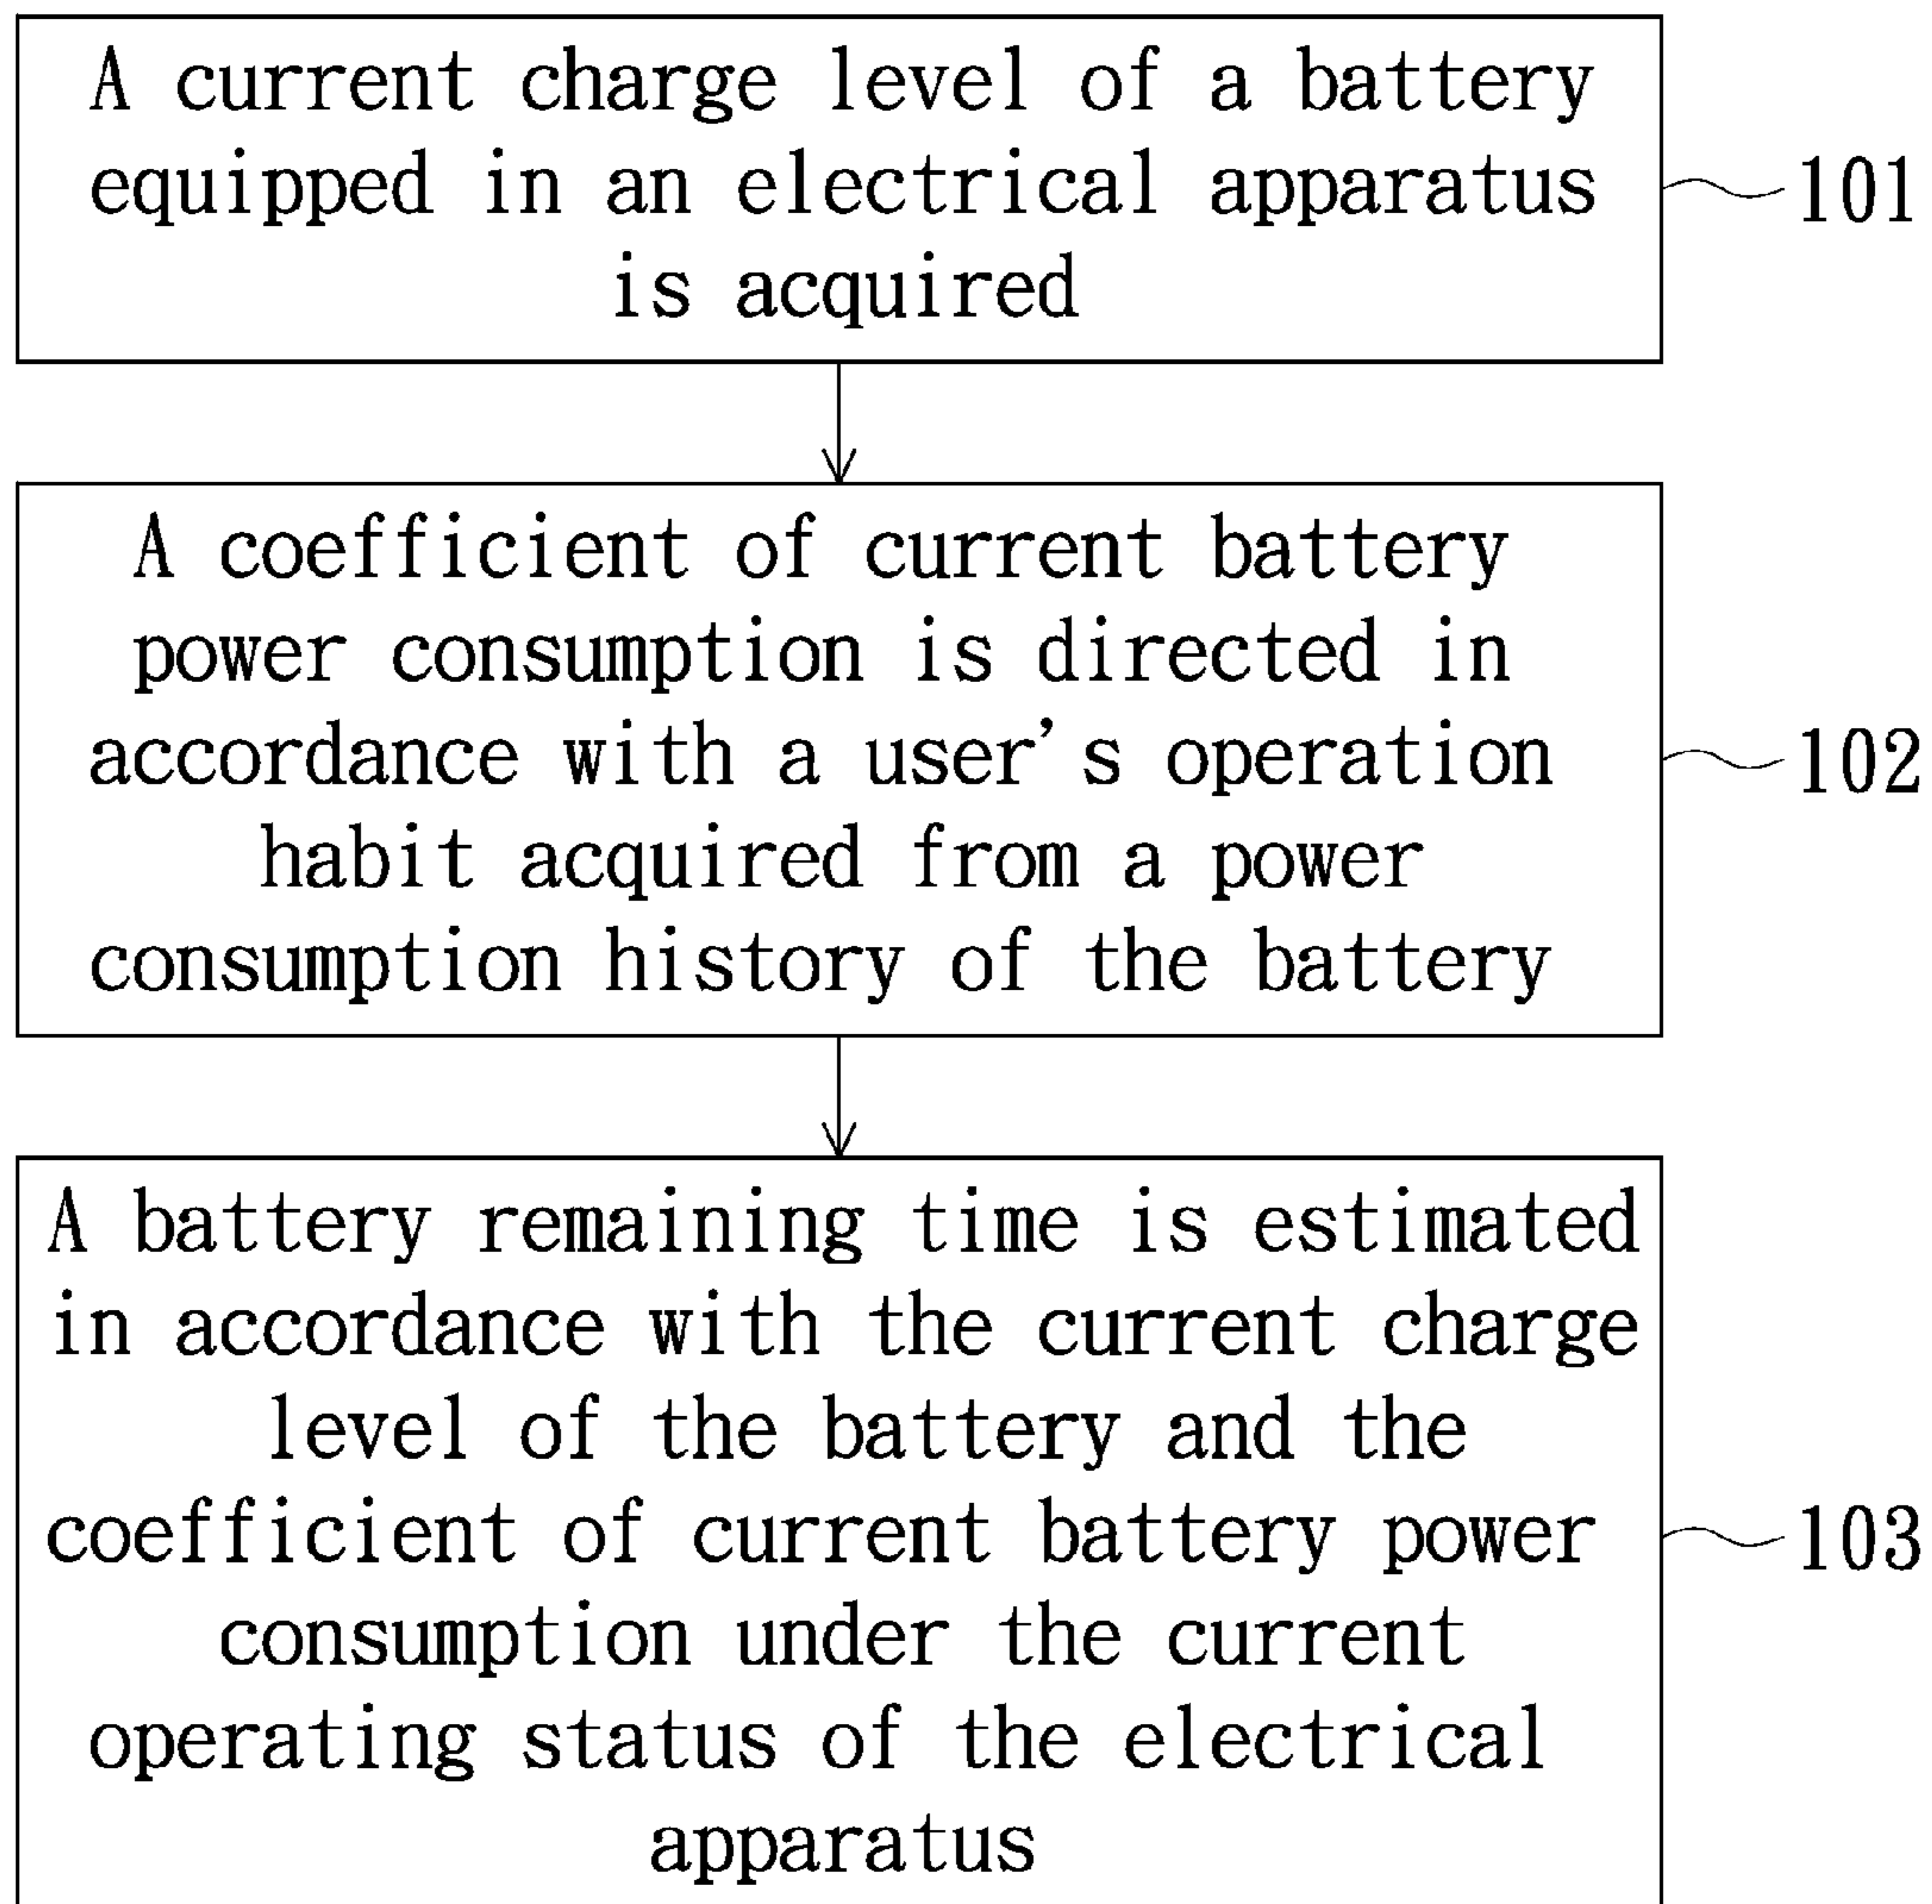 A current charge level of a battery
equipped in an electrical apparatus
is acquired
101
A coefficient of current battery
power consumption is directed in
accordance with a user's operation
habit acquired from a power
consumption history of the battery
102
A battery remaining time is estimated
in accordance with the current charge
level of the battery and the
coefficient of current battery power
consumption under the current
operating status of the electrical
apparatus
103